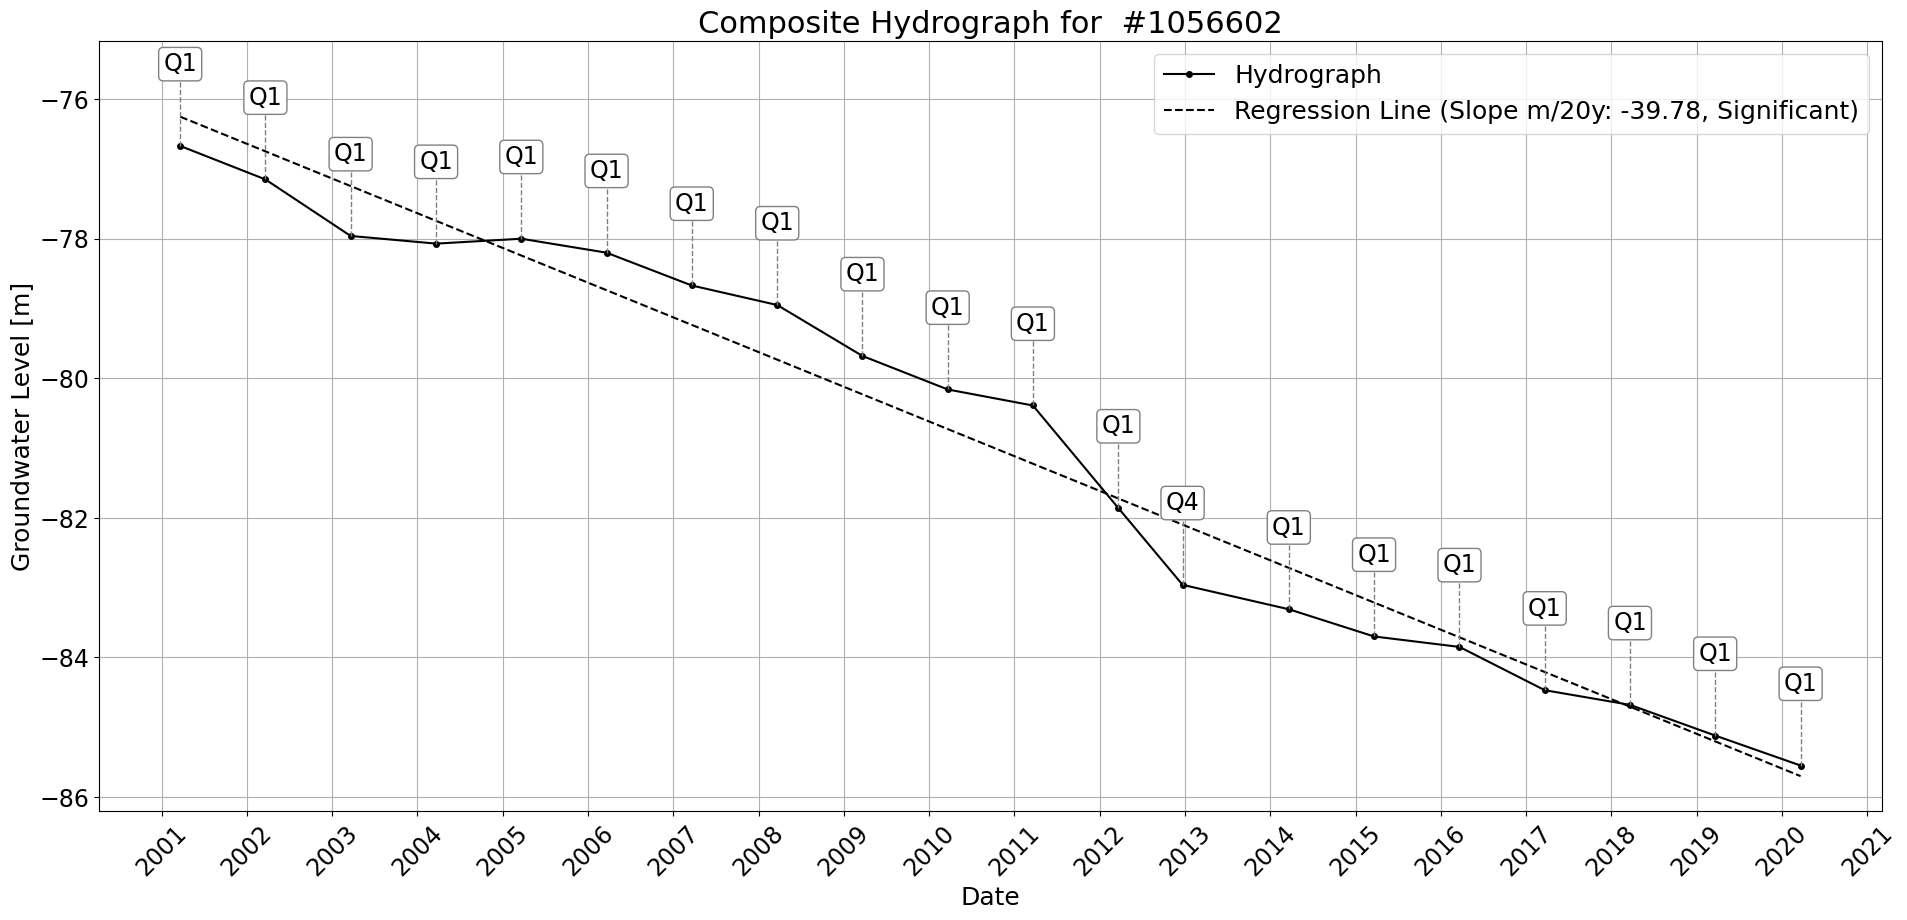 Composite Hydrograph for  #1056602
Hydrograph
Regression Line (Slope m/20y: -39.78, Significant)
Groundwater Level [m]
−76
−78
−80
−82
−84
−86
Q1
Q1
Q1
Q1
Q1
Q1
Q1
Q1
Q1
Q1
Q1
Q1
Q4
Q1
Q1
Q1
Q1
Q1
Q1
Q1
2001
2002
2003
2004
2005
2006
2007
2008
2009
2010
2011
2012
2013
2014
2015
2016
2017
2018
2019
2020
2021
Date